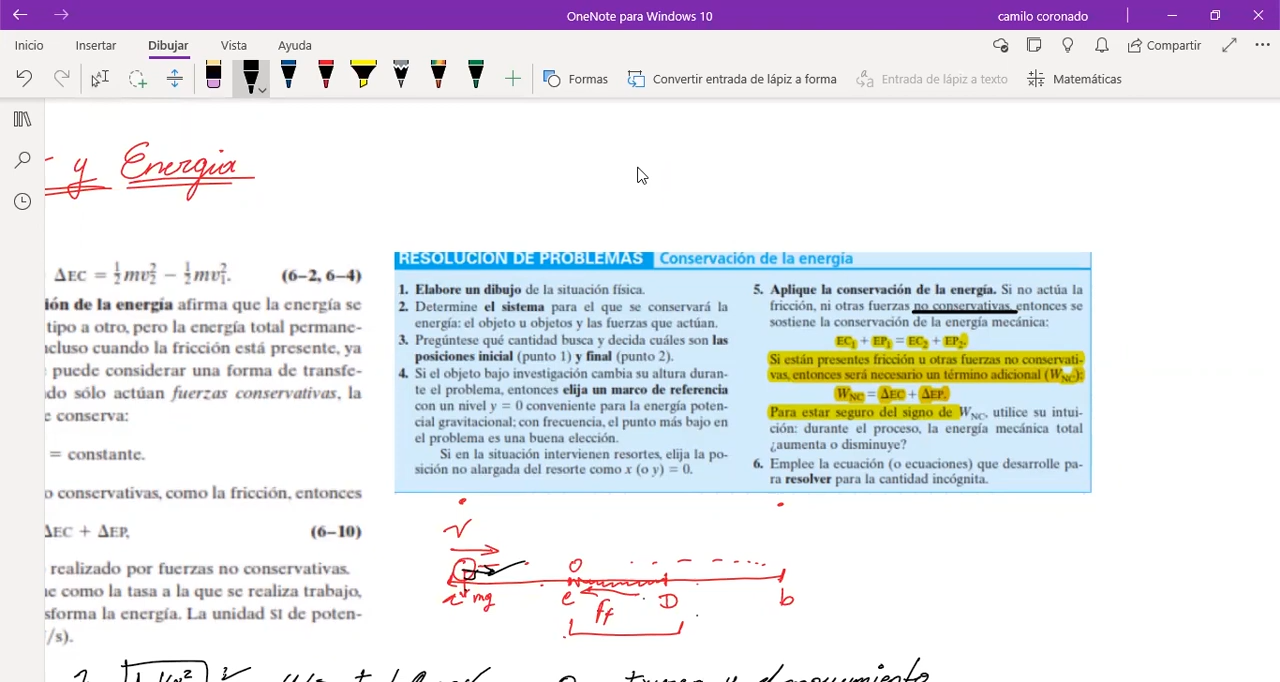 OneNote para Windows 10
camilo coronado
Inicio Insertar Dibujar Vista Ayuda
Compartir
Formas Convertir entrada de lápiz a forma Entrada de lápiz a texto Matemáticas
y Energia
ΔEC = ½mv₂² − ½mv₁². (6–2, 6–4)
ión de la energía afirma que la energía se
tipo a otro, pero la energía total permane-
cluso cuando la fricción está presente, ya
puede considerar una forma de transfe-
do sólo actúan fuerzas conservativas, la
e conserva:
= constante.
o conservativas, como la fricción, entonces
ΔEC + ΔEP, (6–10)
realizado por fuerzas no conservativas.
ne como la tasa a la que se realiza trabajo,
sforma la energía. La unidad SI de poten-
/s).
RESOLUCIÓN DE PROBLEMAS Conservación de la energía
1. Elabore un dibujo de la situación física.
2. Determine el sistema para el que se conservará la
energía: el objeto u objetos y las fuerzas que actúan.
3. Pregúntese qué cantidad busca y decida cuáles son las
posiciones inicial (punto 1) y final (punto 2).
4. Si el objeto bajo investigación cambia su altura duran-
te el problema, entonces elija un marco de referencia
con un nivel y = 0 conveniente para la energía poten-
cial gravitacional; con frecuencia, el punto más bajo en
el problema es una buena elección.
Si en la situación intervienen resortes, elija la po-
sición no alargada del resorte como x (o y) = 0.
5. Aplique la conservación de la energía. Si no actúa la
fricción, ni otras fuerzas no conservativas, entonces se
sostiene la conservación de la energía mecánica:
EC₁ + EP₁ = EC₂ + EP₂.
Si están presentes fricción u otras fuerzas no conservati-
vas, entonces será necesario un término adicional (W_NC):
W_NC = ΔEC + ΔEP.
Para estar seguro del signo de W_NC, utilice su intui-
ción: durante el proceso, la energía mecánica total
¿aumenta o disminuye?
6. Emplee la ecuación (o ecuaciones) que desarrolle pa-
ra resolver para la cantidad incógnita.
V
O
mg e D b
ff